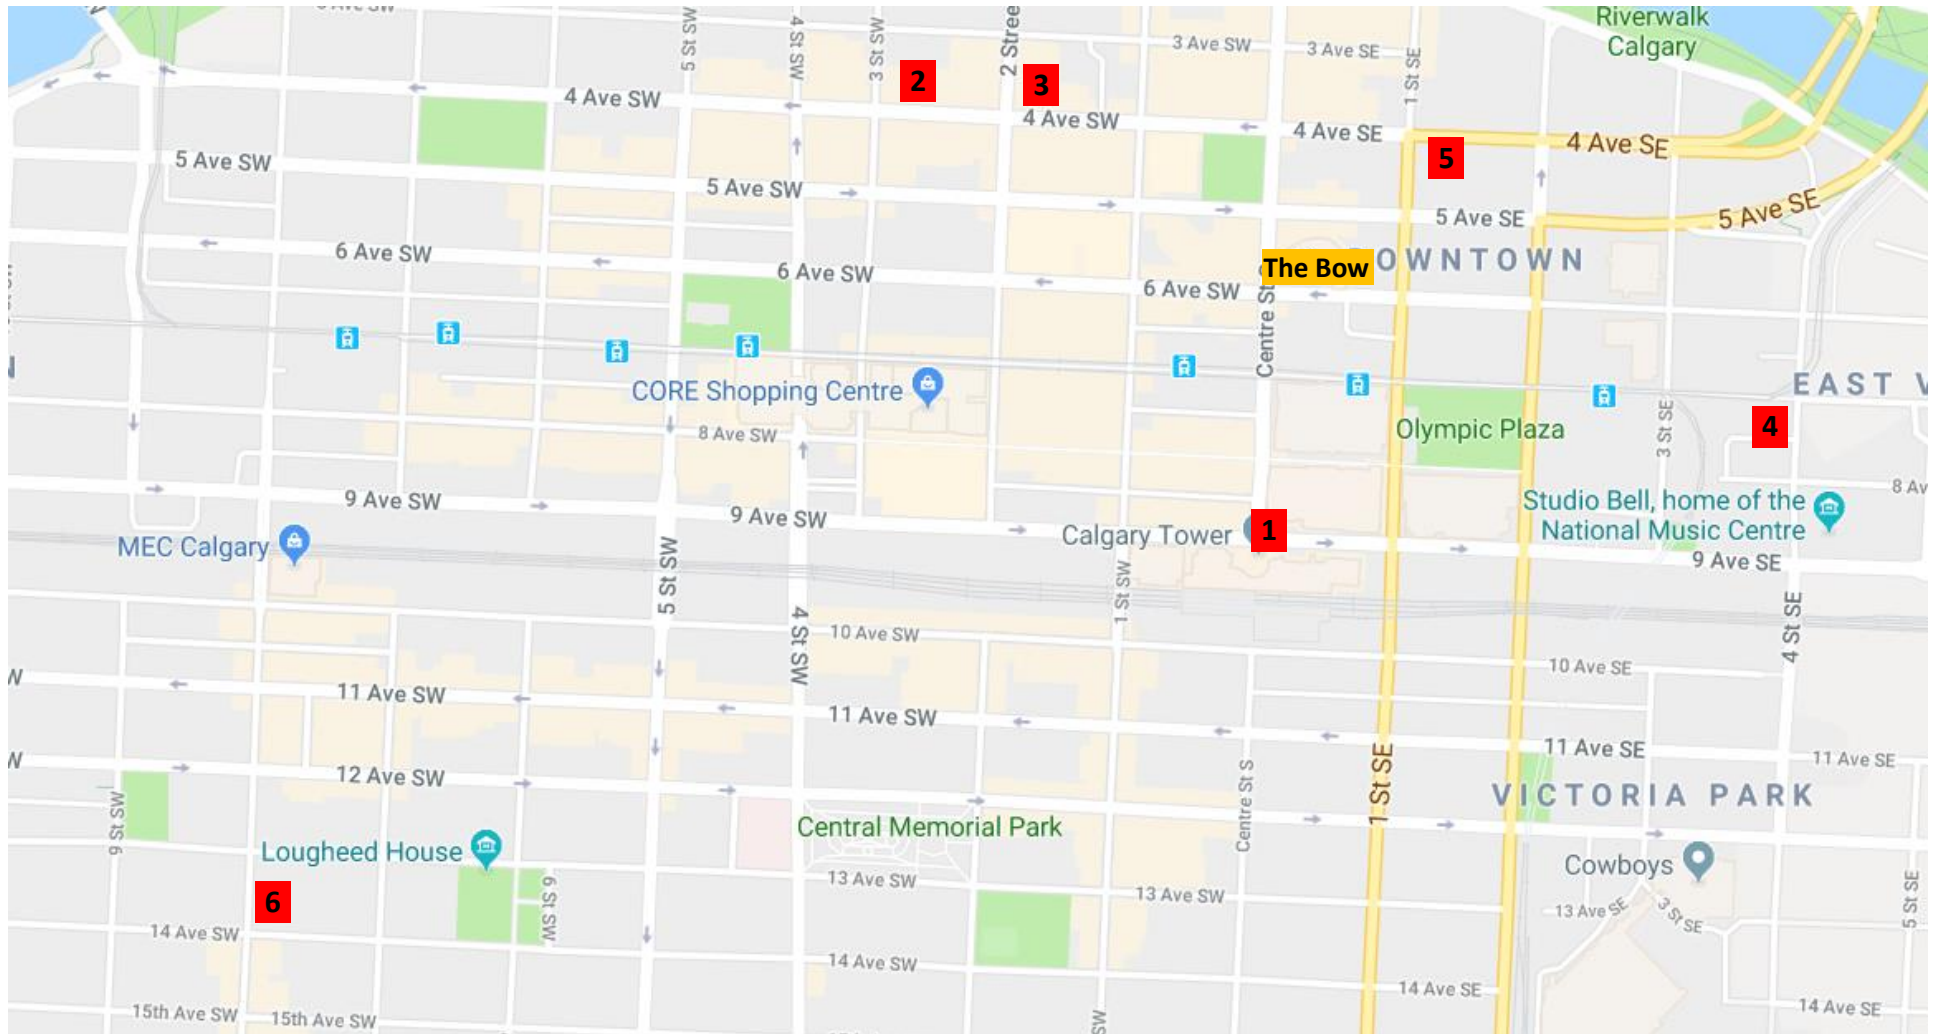 Riverwalk
Calgary
5 St SW
4 St SW
3 St SW
2 Stree
3 Ave SW
3 Ave SE
1 St SE
2
3
4 Ave SW
4 Ave SW
4 Ave SE
4 Ave SE
5
5 Ave SW
5 Ave SW
5 Ave SE
5 Ave SE
6 Ave SW
6 Ave SW
6 Ave SW
The Bow
OWNTOWN
Centre St
CORE Shopping Centre
EAST V
Olympic Plaza
4
3 St SE
8 Ave SW
8 Av
9 Ave SW
9 Ave SW
Calgary Tower
1
Studio Bell, home of the
National Music Centre
9 Ave SE
MEC Calgary
5 St SW
4 St SW
1 St SW
4 St SE
10 Ave SW
10 Ave SE
11 Ave SW
11 Ave SW
11 Ave SE
11 Ave SE
1 St SE
12 Ave SW
VICTORIA PARK
9 St SW
Central Memorial Park
Centre St S
Lougheed House
Cowboys
6
6 St SW
13 Ave SW
13 Ave SW
13 Ave SE
3 St SE
5 St SE
14 Ave SW
14 Ave SW
14 Ave SE
14 Ave SE
15th Ave SW
15th Ave SW
SW